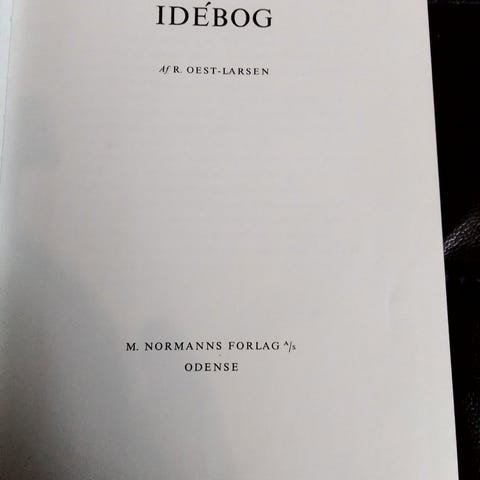 IDÉBOG
Af R. OEST-LARSEN
M. NORMANNS FORLAG A/s
ODENSE